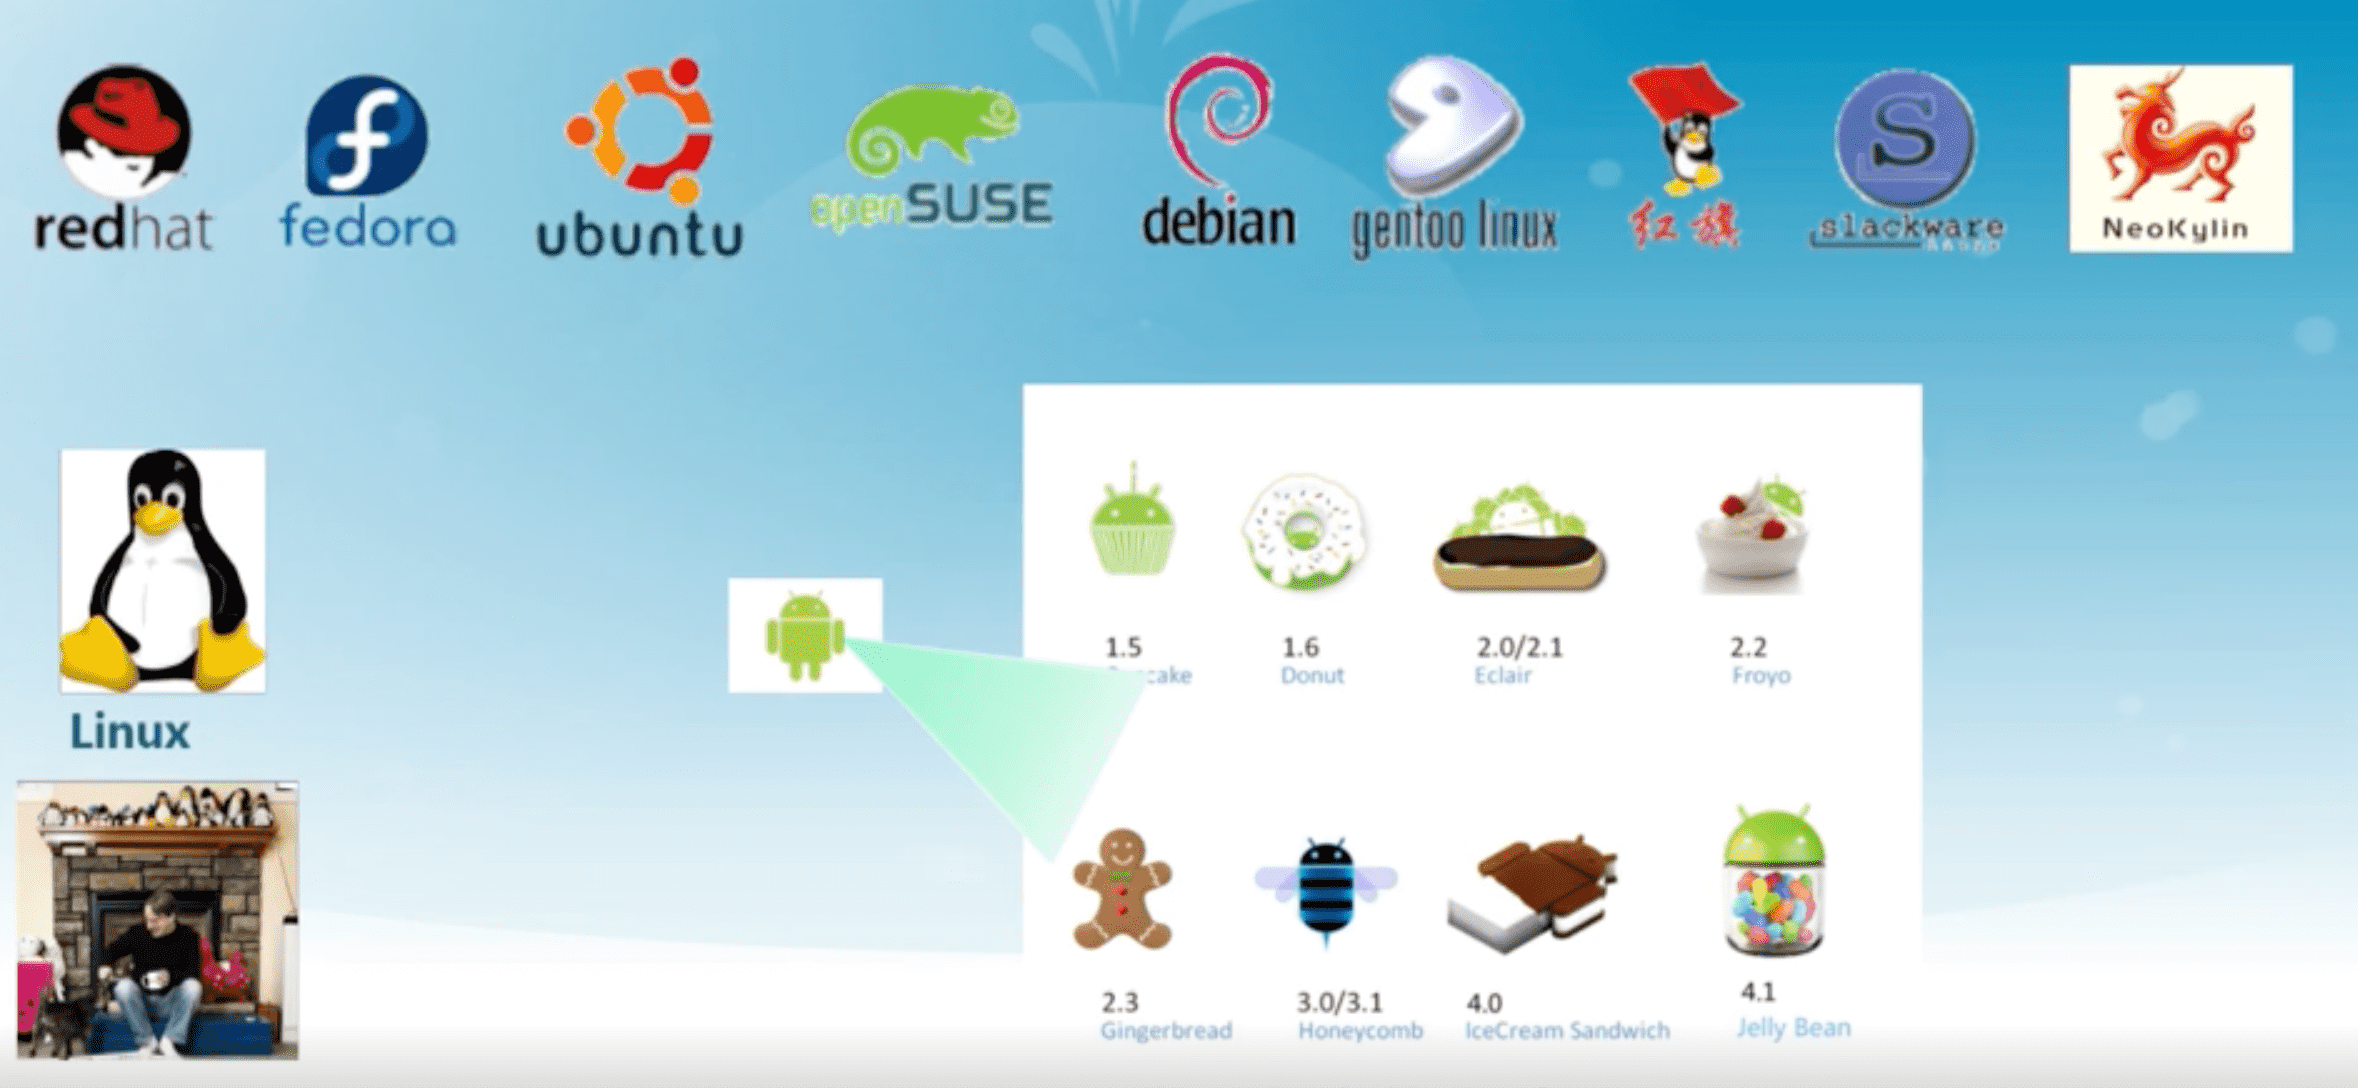 redhat
fedora
ubuntu
openSUSE
debian
gentoo linux
红旗
slackware
NeoKylin
Linux
1.5
1.6
2.0/2.1
2.2
cake
Donut
Eclair
Froyo
2.3
3.0/3.1
4.0
4.1
Gingerbread
Honeycomb
IceCream Sandwich
Jelly Bean